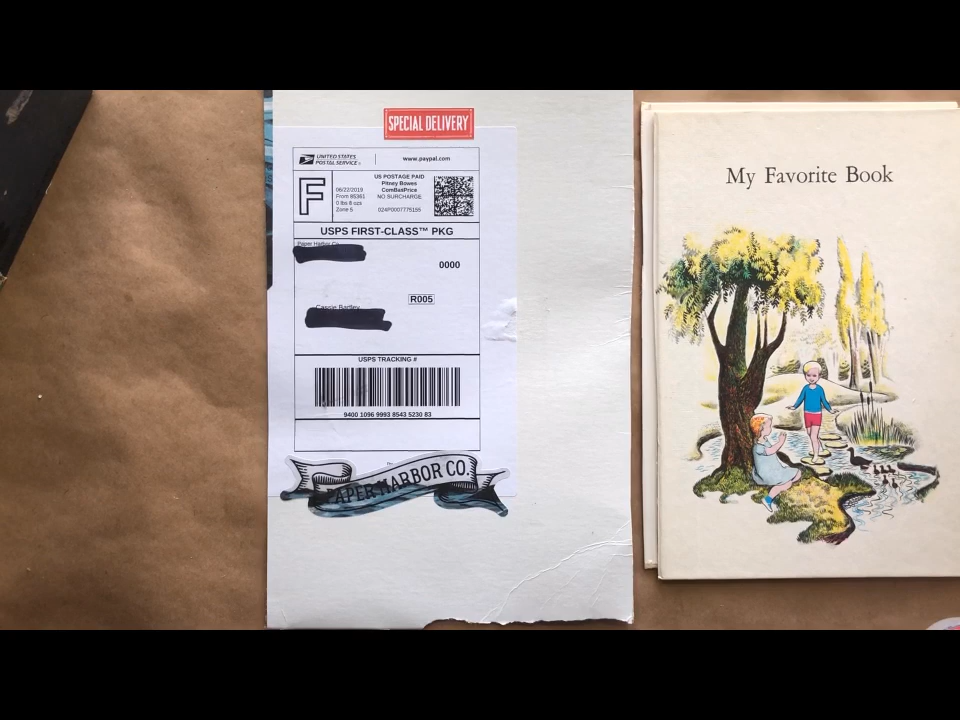 SPECIAL DELIVERY
UNITED STATES
POSTAL SERVICE
www.paypal.com
F
US POSTAGE PAID
Pitney Bowes
ComBasPrice
NO SURCHARGE
06/22/2019
From 85361
0 lbs 6 ozs
Zone 5
024P0007775155
USPS FIRST-CLASS™ PKG
Paper Harbor Co.
0000
R005
Cassie Bartley
USPS TRACKING #
9400 1096 9993 8543 5230 83
PAPER HARBOR CO.
My Favorite Book